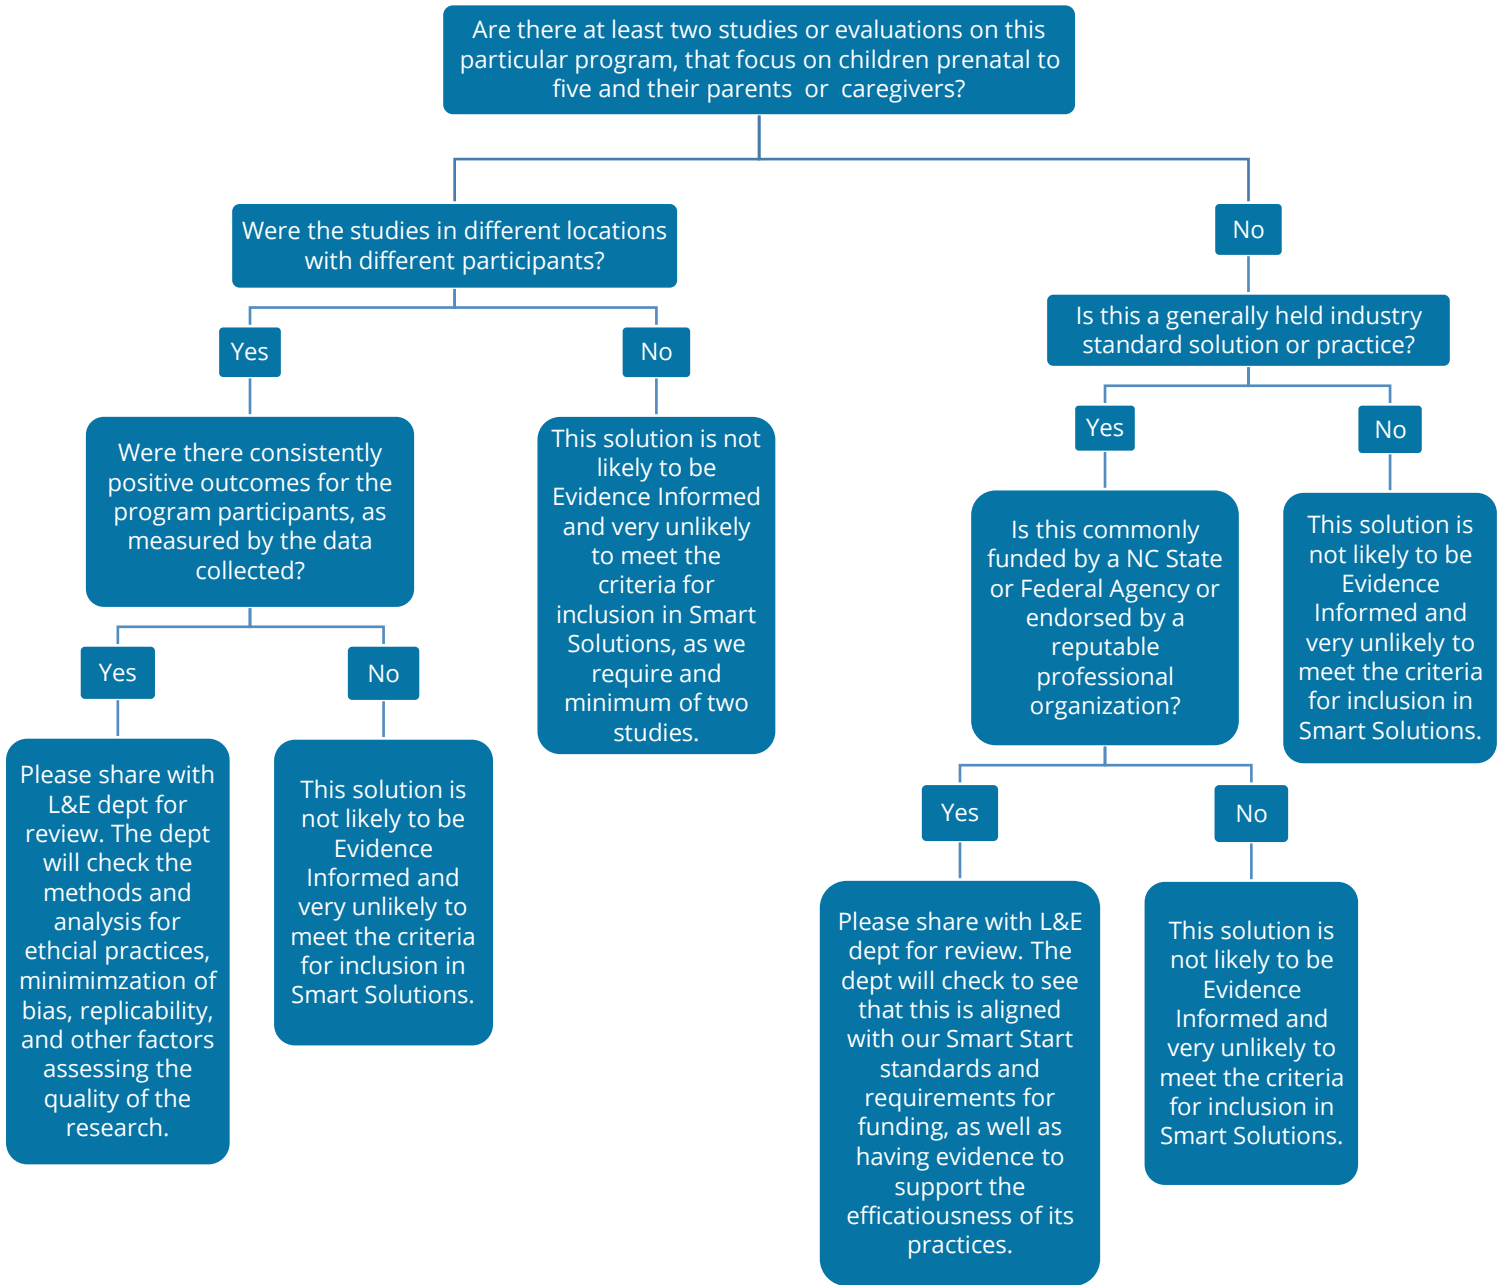 Are there at least two studies or evaluations on this
particular program, that focus on children prenatal to
five and their parents or caregivers?
Were the studies in different locations
with different participants?
Yes
Were there consistently
positive outcomes for the
program participants, as
measured by the data
collected?
Yes
Please share with
L&E dept for
review. The dept
will check the
methods and
analysis for
ethcial practices,
minimimzation of
bias, replicability,
and other factors
assessing the
quality of the
research.
No
This solution is
not likely to be
Evidence
Informed and
very unlikely to
meet the criteria
for inclusion in
Smart Solutions.
No
This solution is not
likely to be
Evidence Informed
and very unlikely
to meet the
criteria for
inclusion in Smart
Solutions, as we
require and
minimum of two
studies.
No
Is this a generally held industry
standard solution or practice?
Yes
Is this commonly
funded by a NC State
or Federal Agency or
endorsed by a
reputable
professional
organization?
Yes
Please share with L&E
dept for review. The
dept will check to see
that this is aligned
with our Smart Start
standards and
requirements for
funding, as well as
having evidence to
support the
efficatiousness of its
practices.
No
This solution is
not likely to be
Evidence
Informed and
very unlikely to
meet the criteria
for inclusion in
Smart Solutions.
No
This solution is
not likely to be
Evidence
Informed and
very unlikely to
meet the criteria
for inclusion in
Smart Solutions.